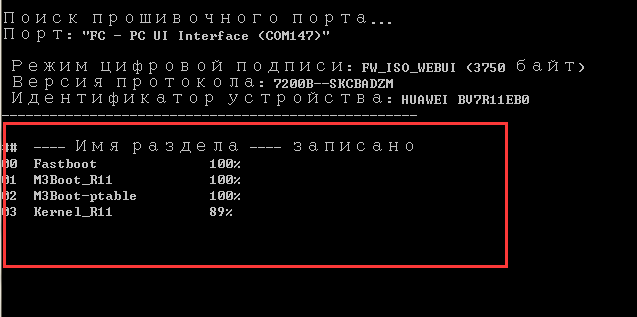 Поиск прошивочного порта...
Порт: "FC - PC UI Interface (COM147)"
Режим цифровой подписи: FW_ISO_WEBUI (3750 байт)
Версия протокола: 7200B--SKCBADZM
Идентификатор устройства: HUAWEI BV7R11EB0
----------------------------------------------------
## ---- Имя раздела ---- записано
00 Fastboot 100%
01 M3Boot_R11 100%
02 M3Boot-ptable 100%
03 Kernel_R11 89%